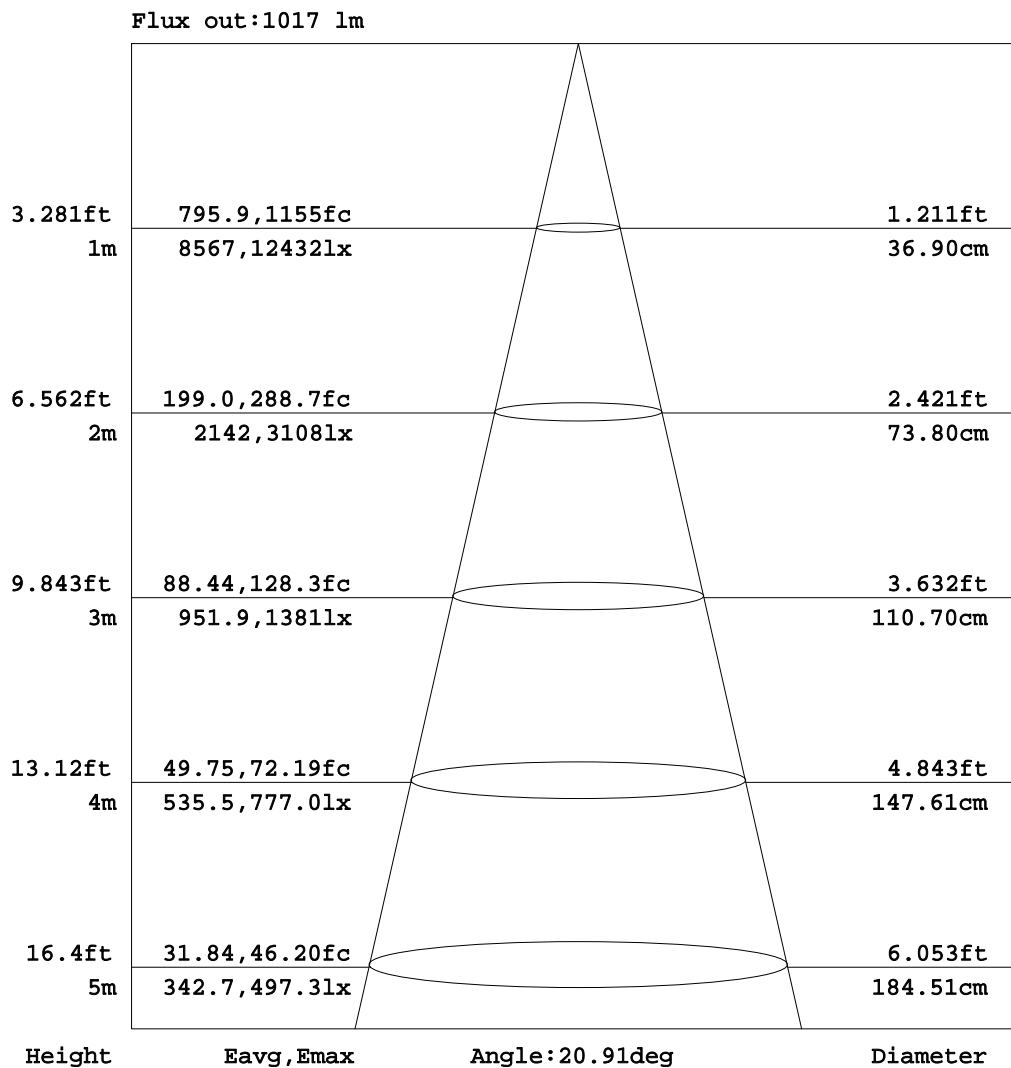 Flux out:1017 lm
3.281ft 795.9,1155fc 1.211ft
1m 8567,12432lx 36.90cm
6.562ft 199.0,288.7fc 2.421ft
2m 2142,3108lx 73.80cm
9.843ft 88.44,128.3fc 3.632ft
3m 951.9,1381lx 110.70cm
13.12ft 49.75,72.19fc 4.843ft
4m 535.5,777.0lx 147.61cm
16.4ft 31.84,46.20fc 6.053ft
5m 342.7,497.3lx 184.51cm
Height Eavg,Emax Angle:20.91deg Diameter